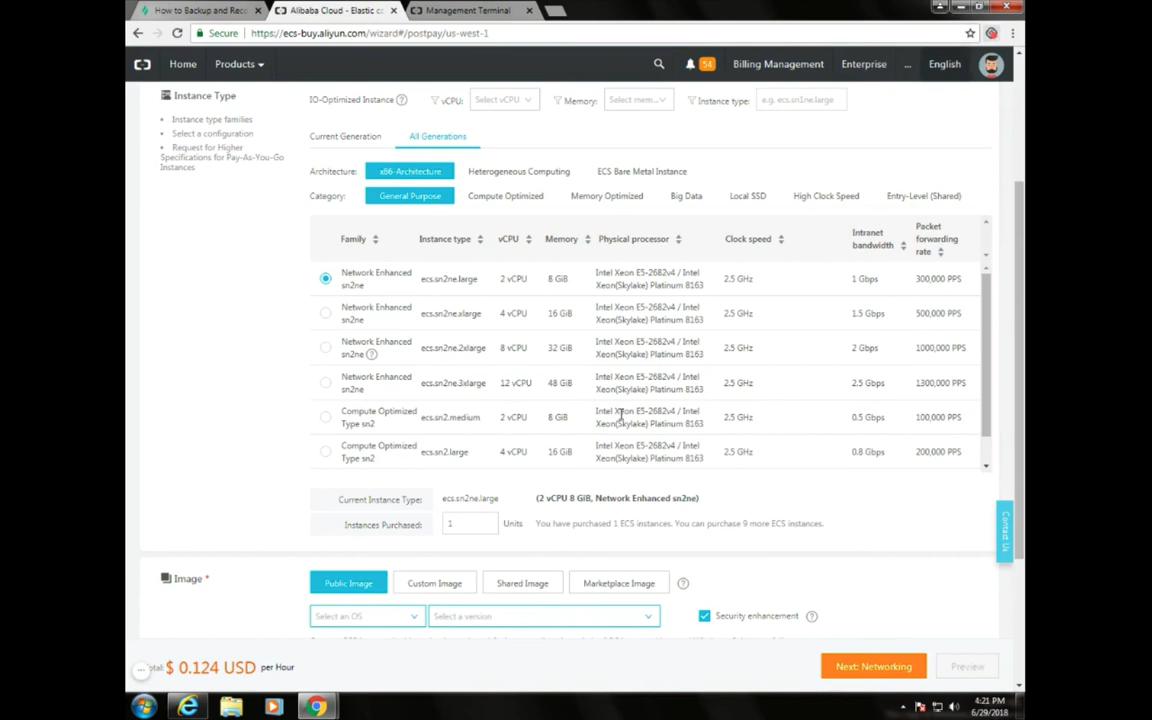 How to Backup and Reco
Alibaba Cloud - Elastic co
Management Terminal
Secure
https://ecs-buy.aliyun.com/wizard#/postpay/us-west-1
Home
Products
54
Billing Management
Enterprise
...
English
Instance Type
Instance type families
Select a configuration
Request for Higher
Specifications for Pay-As-You-Go
Instances
IO-Optimized Instance
vCPU:
Select vCPU
Memory:
Select mem...
Instance type:
e.g. ecs.sn1ne.large
Current Generation
All Generations
Architecture:
x86-Architecture
Heterogeneous Computing
ECS Bare Metal Instance
Category:
General Purpose
Compute Optimized
Memory Optimized
Big Data
Local SSD
High Clock Speed
Entry-Level (Shared)
Family
Instance type
vCPU
Memory
Physical processor
Clock speed
Intranet
bandwidth
Packet
forwarding
rate
Network Enhanced
sn2ne
ecs.sn2ne.large
2 vCPU
8 GiB
Intel Xeon E5-2682v4 / Intel
Xeon(Skylake) Platinum 8163
2.5 GHz
1 Gbps
300,000 PPS
Network Enhanced
sn2ne
ecs.sn2ne.xlarge
4 vCPU
16 GiB
Intel Xeon E5-2682v4 / Intel
Xeon(Skylake) Platinum 8163
2.5 GHz
1.5 Gbps
500,000 PPS
Network Enhanced
sn2ne
ecs.sn2ne.2xlarge
8 vCPU
32 GiB
Intel Xeon E5-2682v4 / Intel
Xeon(Skylake) Platinum 8163
2.5 GHz
2 Gbps
1000,000 PPS
Network Enhanced
sn2ne
ecs.sn2ne.3xlarge
12 vCPU
48 GiB
Intel Xeon E5-2682v4 / Intel
Xeon(Skylake) Platinum 8163
2.5 GHz
2.5 Gbps
1300,000 PPS
Compute Optimized
Type sn2
ecs.sn2.medium
2 vCPU
8 GiB
Intel Xeon E5-2682v4 / Intel
Xeon(Skylake) Platinum 8163
2.5 GHz
0.5 Gbps
100,000 PPS
Compute Optimized
Type sn2
ecs.sn2.large
4 vCPU
16 GiB
Intel Xeon E5-2682v4 / Intel
Xeon(Skylake) Platinum 8163
2.5 GHz
0.8 Gbps
200,000 PPS
Current Instance Type:
ecs.sn2ne.large
(2 vCPU 8 GiB, Network Enhanced sn2ne)
Instances Purchased:
1
Units
You have purchased 1 ECS instances. You can purchase 9 more ECS instances.
Contact Us
Image *
Public Image
Custom Image
Shared Image
Marketplace Image
Select an OS
Select a version
Security enhancement
Total: $ 0.124 USD per Hour
Next: Networking
Preview
4:21 PM
6/29/2018